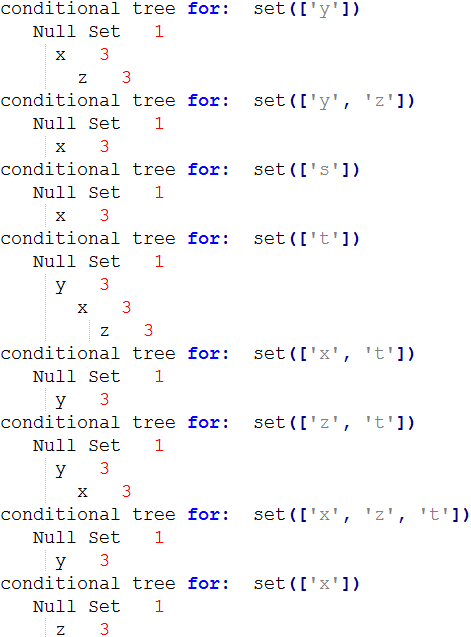 conditional tree for:  set(['y'])
   Null Set   1
     x   3
       z   3
conditional tree for:  set(['y', 'z'])
   Null Set   1
     x   3
conditional tree for:  set(['s'])
   Null Set   1
     x   3
conditional tree for:  set(['t'])
   Null Set   1
     y   3
       x   3
         z   3
conditional tree for:  set(['x', 't'])
   Null Set   1
     y   3
conditional tree for:  set(['z', 't'])
   Null Set   1
     y   3
       x   3
conditional tree for:  set(['x', 'z', 't'])
   Null Set   1
     y   3
conditional tree for:  set(['x'])
   Null Set   1
     z   3